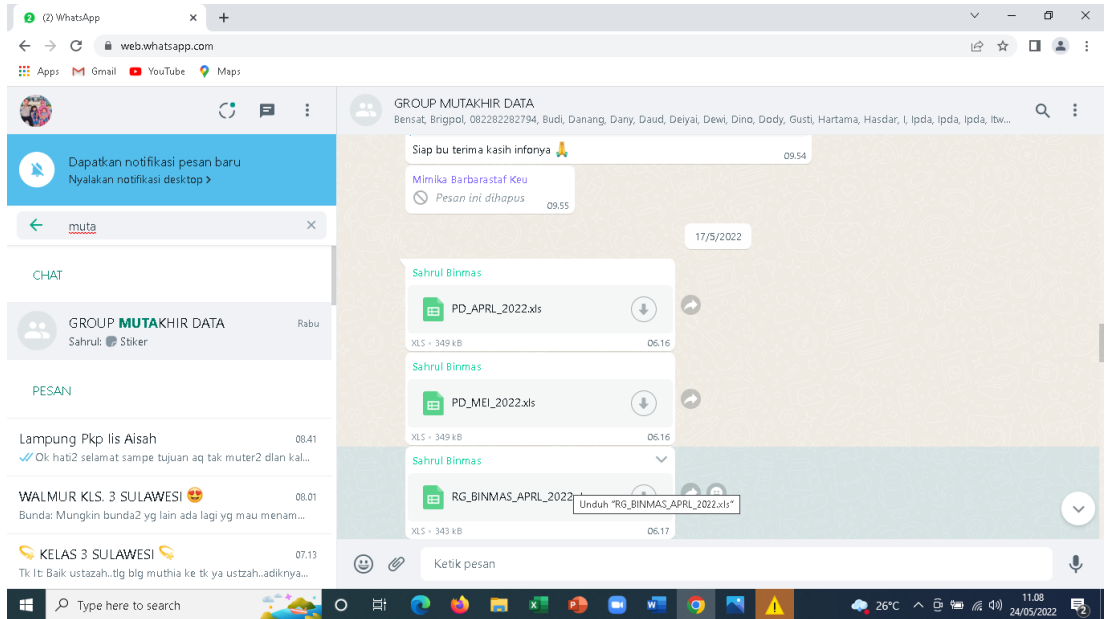 2 (2) WhatsApp
web.whatsapp.com
Apps Gmail YouTube Maps
Dapatkan notifikasi pesan baru
Nyalakan notifikasi desktop >
muta
CHAT
GROUP MUTAKHIR DATA Rabu
Sahrul: Stiker
PESAN
Lampung Pkp Iis Aisah 08.41
Ok hati2 selamat sampe tujuan aq tak muter2 dlan kal...
WALMUR KLS. 3 SULAWESI 08.01
Bunda: Mungkin bunda2 yg lain ada lagi yg mau menam...
KELAS 3 SULAWESI 07.13
Tk It: Baik ustazah..tlg blg muthia ke tk ya ustzah..adiknya...
GROUP MUTAKHIR DATA
Bensat, Brigpol, 082282282794, Budi, Danang, Dany, Daud, Deiyai, Dewi, Dino, Dody, Gusti, Hartama, Hasdar, I, Ipda, Ipda, Ipda, Itw...
Siap bu terima kasih infonya 🙏 09.54
Mimika Barbarastaf Keu
Pesan ini dihapus 09.55
17/5/2022
Sahrul Binmas
PD_APRL_2022.xls
XLS • 349 kB 06.16
Sahrul Binmas
PD_MEI_2022.xls
XLS • 349 kB 06.16
Sahrul Binmas
RG_BINMAS_APRL_2022
Unduh "RG_BINMAS_APRL_2022.xls"
XLS • 343 kB 06.17
Ketik pesan
Type here to search
26°C
11.08
24/05/2022
2